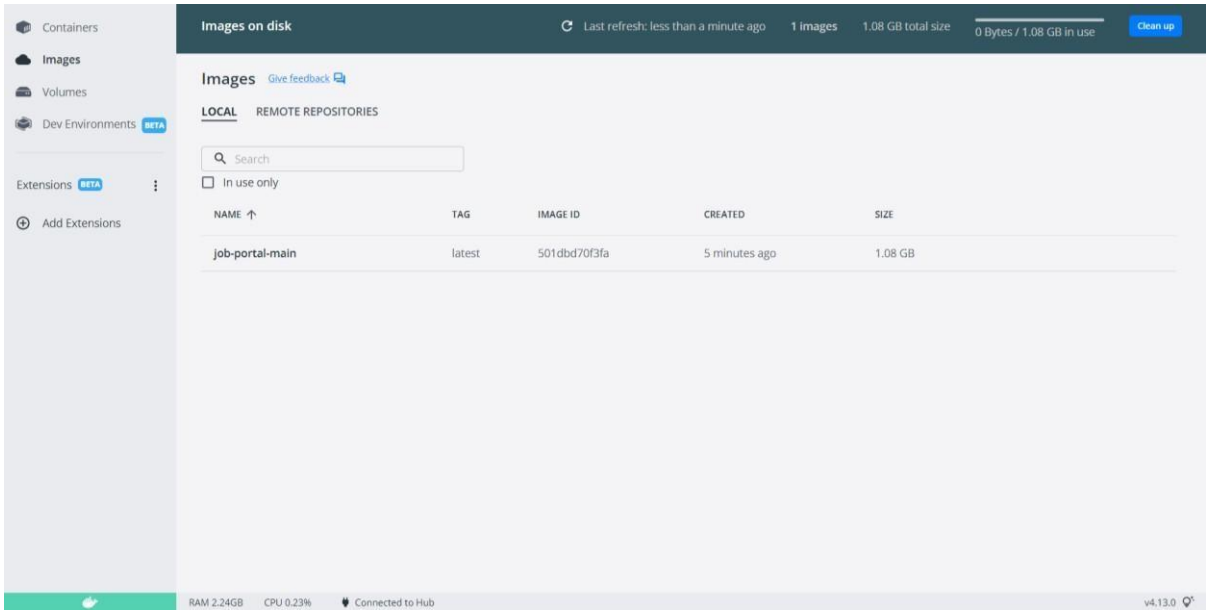 Containers
Images
Volumes
Dev Environments BETA
Extensions BETA
Add Extensions
Images on disk
Last refresh: less than a minute ago
1 images
1.08 GB total size
0 Bytes / 1.08 GB in use
Clean up
Images Give feedback
LOCAL REMOTE REPOSITORIES
Search
In use only
NAME TAG IMAGE ID CREATED SIZE
job-portal-main latest 501dbd70f3fa 5 minutes ago 1.08 GB
RAM 2.24GB CPU 0.23% Connected to Hub v4.13.0